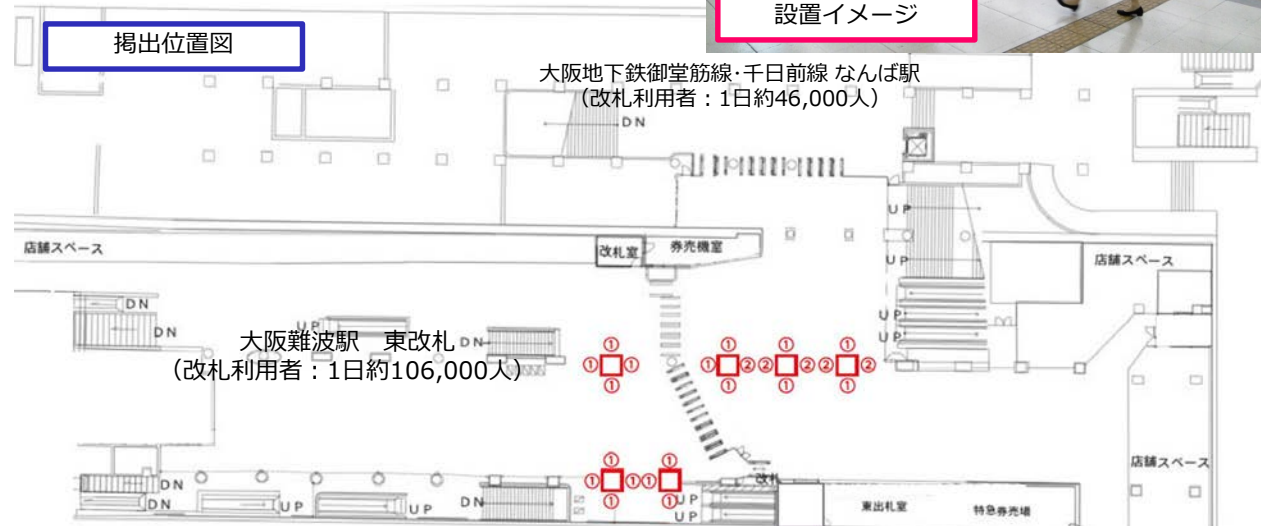 設置イメージ
掲出位置図
大阪地下鉄御堂筋線･千日前線 なんば駅
（改札利用者：1日約46,000人）
DN
UP
店舗スペース
改札室
券売機室
UP
店舗スペース
DN
UP
DN
UP
UP
大阪難波駅　東改札
DN
（改札利用者：1日約106,000人）
① ① ① ①
① ① ① ② ② ② ② ②
① ① ① ①
① ①
① ① ① ①
① ①
改札
店舗スペース
DN
DN
UP
UP
DN
UP
UP
東出札室
特急券売場